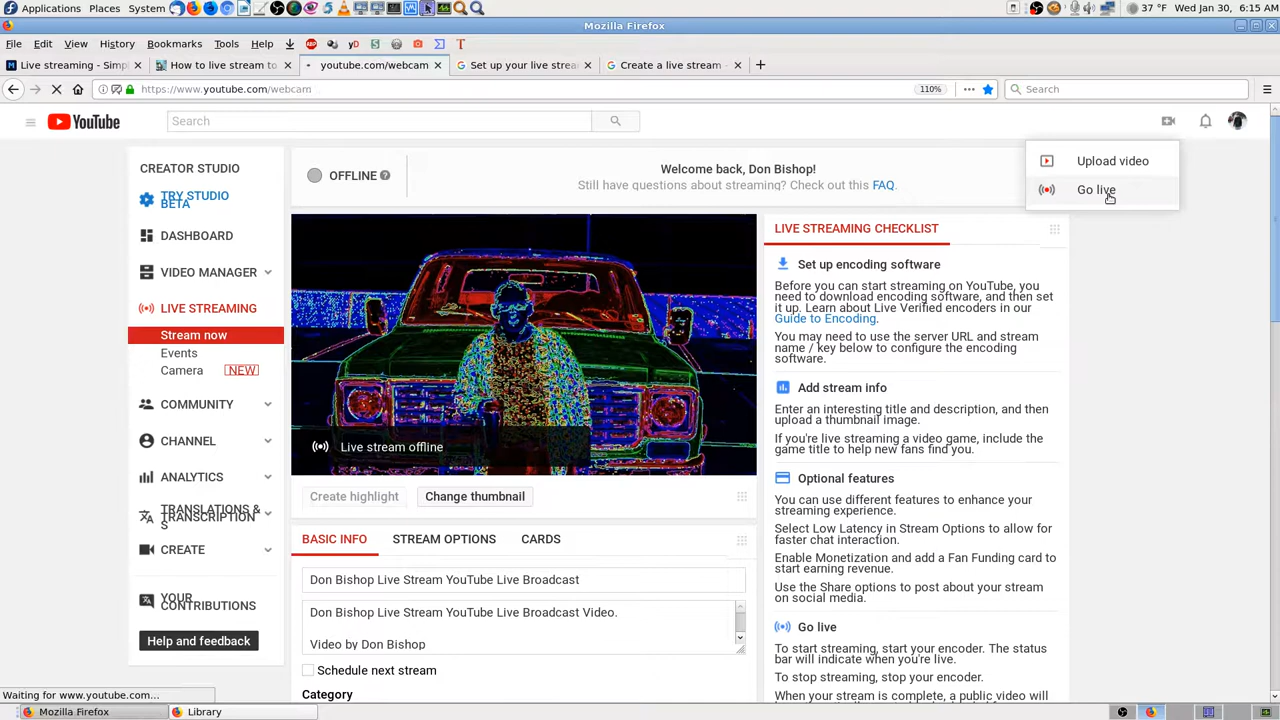 Applications Places System 37 °F Wed Jan 30, 6:15 AM
Mozilla Firefox
File Edit View History Bookmarks Tools Help
Live streaming - Simpl
How to live stream to
youtube.com/webcam
Set up your live strea
Create a live stream -
https://www.youtube.com/webcam
110%
Search
YouTube
Search
Upload video
Go live
CREATOR STUDIO
TRY STUDIO
BETA
DASHBOARD
VIDEO MANAGER
LIVE STREAMING
Stream now
Events
Camera NEW
COMMUNITY
CHANNEL
ANALYTICS
TRANSLATIONS &
TRANSCRIPTION
S
CREATE
YOUR
CONTRIBUTIONS
Help and feedback
OFFLINE
Welcome back, Don Bishop!
Still have questions about streaming? Check out this FAQ.
Live stream offline
Create highlight
Change thumbnail
BASIC INFO STREAM OPTIONS CARDS
Don Bishop Live Stream YouTube Live Broadcast
Don Bishop Live Stream YouTube Live Broadcast Video.
Video by Don Bishop
Schedule next stream
Category
LIVE STREAMING CHECKLIST
Set up encoding software
Before you can start streaming on YouTube, you
need to download encoding software, and then set
it up. Learn about Live Verified encoders in our
Guide to Encoding.
You may need to use the server URL and stream
name / key below to configure the encoding
software.
Add stream info
Enter an interesting title and description, and then
upload a thumbnail image.
If you're live streaming a video game, include the
game title to help new fans find you.
Optional features
You can use different features to enhance your
streaming experience.
Select Low Latency in Stream Options to allow for
faster chat interaction.
Enable Monetization and add a Fan Funding card to
start earning revenue.
Use the Share options to post about your stream
on social media.
Go live
To start streaming, start your encoder. The status
bar will indicate when you're live.
To stop streaming, stop your encoder.
When your stream is complete, a public video will
Waiting for www.youtube.com...
Mozilla Firefox
Library